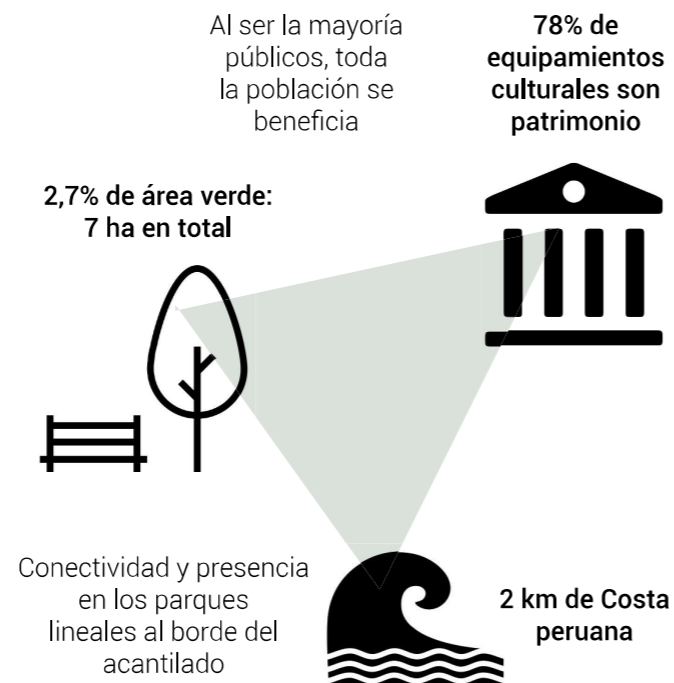 Al ser la mayoría
públicos, toda
la población se
beneficia
78% de
equipamientos
culturales son
patrimonio
2,7% de área verde:
7 ha en total
Conectividad y presencia
en los parques
lineales al borde del
acantilado
2 km de Costa
peruana